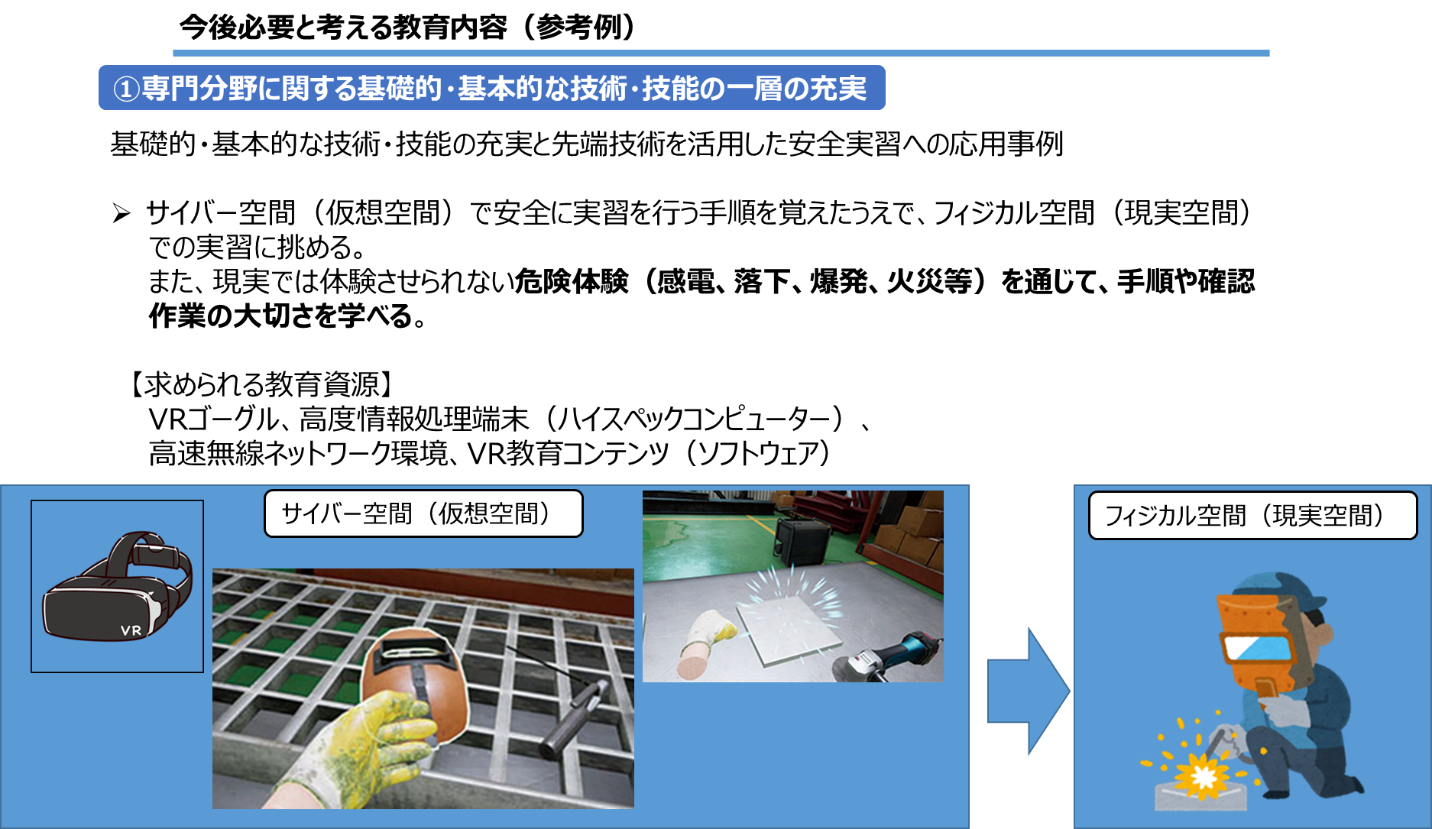 今後必要と考える教育内容（参考例）
①専門分野に関する基礎的・基本的な技術・技能の一層の充実
基礎的・基本的な技術・技能の充実と先端技術を活用した安全実習への応用事例
➢ サイバー空間（仮想空間）で安全に実習を行う手順を覚えたうえで、フィジカル空間（現実空間）
での実習に挑める。
また、現実では体験させられない危険体験（感電、落下、爆発、火災等）を通じて、手順や確認
作業の大切さを学べる。
【求められる教育資源】
VRゴーグル、高度情報処理端末（ハイスペックコンピューター）、
高速無線ネットワーク環境、VR教育コンテンツ（ソフトウェア）
サイバー空間（仮想空間）
フィジカル空間（現実空間）
VR